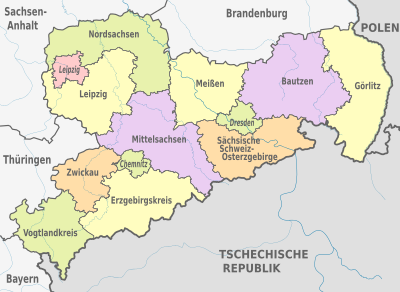 Sachsen-
Anhalt
Brandenburg
POLEN
Nordsachsen
Leipzig
Leipzig
Meißen
Bautzen
Görlitz
Dresden
Mittelsachsen
Sächsische
Schweiz-
Osterzgebirge
Thüringen
Chemnitz
Zwickau
Erzgebirgskreis
Vogtlandkreis
TSCHECHISCHE
REPUBLIK
Bayern